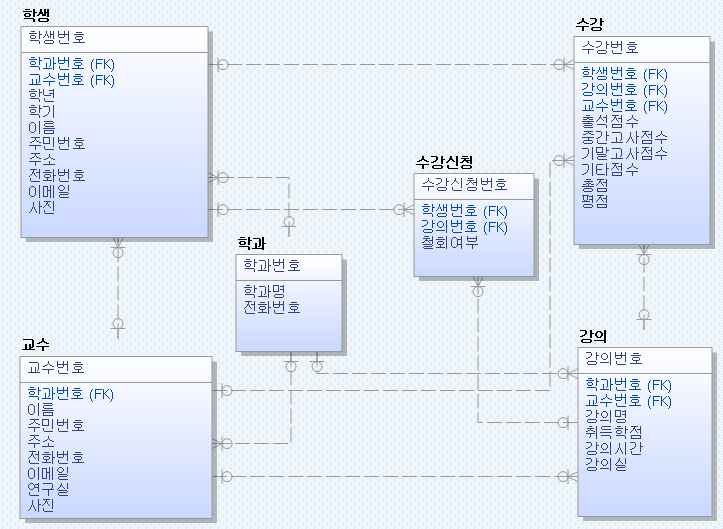 학생
학생번호
학과번호 (FK)
교수번호 (FK)
학년
학기
이름
주민번호
주소
전화번호
이메일
사진
수강
수강번호
학생번호 (FK)
강의번호 (FK)
교수번호 (FK)
출석점수
중간고사점수
기말고사점수
기타점수
총점
평점
수강신청
수강신청번호
학생번호 (FK)
강의번호 (FK)
철회여부
학과
학과번호
학과명
전화번호
교수
교수번호
학과번호 (FK)
이름
주민번호
주소
전화번호
이메일
연구실
사진
강의
강의번호
학과번호 (FK)
교수번호 (FK)
강의명
취득학점
강의시간
강의실